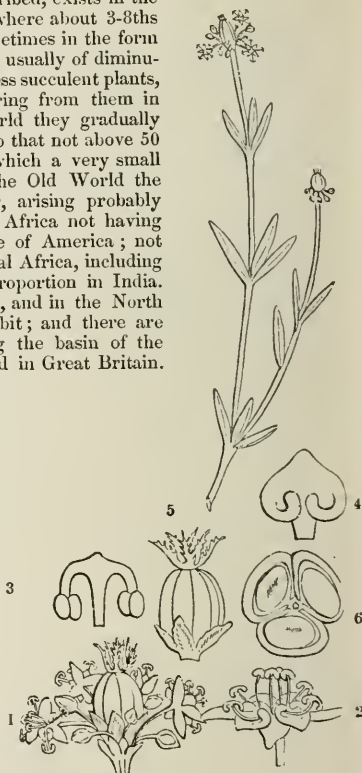 where about 3-8ths
etimes in the form
usually of diminu-
ss succulent plants,
ring from them in
rld they gradually
o that not above 50
which a very small
he Old World the
, arising probably
Africa not having
e of America ; not
al Africa, including
roportion in India.
, and in the North
bit ; and there are
g the basin of the
d in Great Britain.
5
4
3
6
1
2